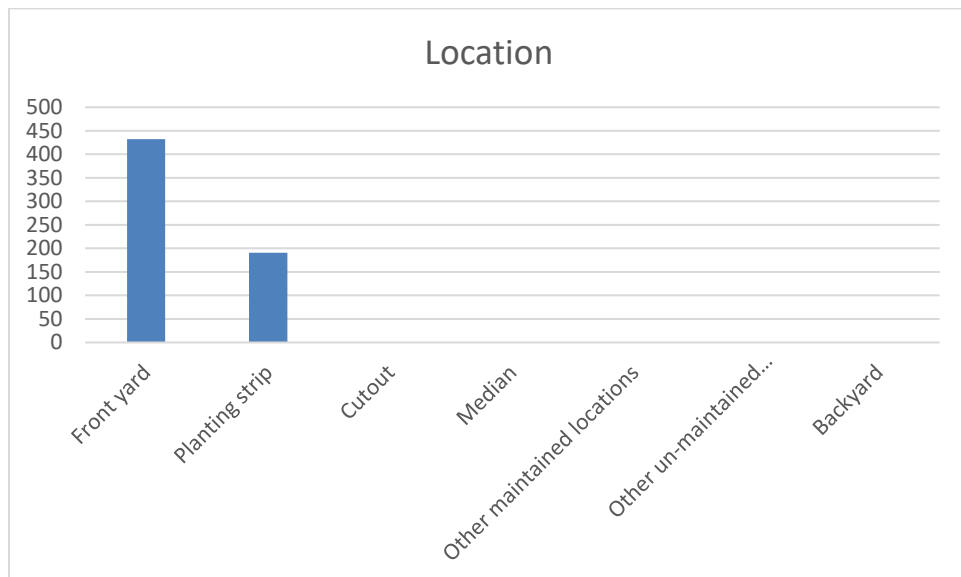 Location
500
450
400
350
300
250
200
150
100
50
0
Front yard
Planting strip
Cutout
Median
Other maintained locations
Other un-maintained...
Backyard